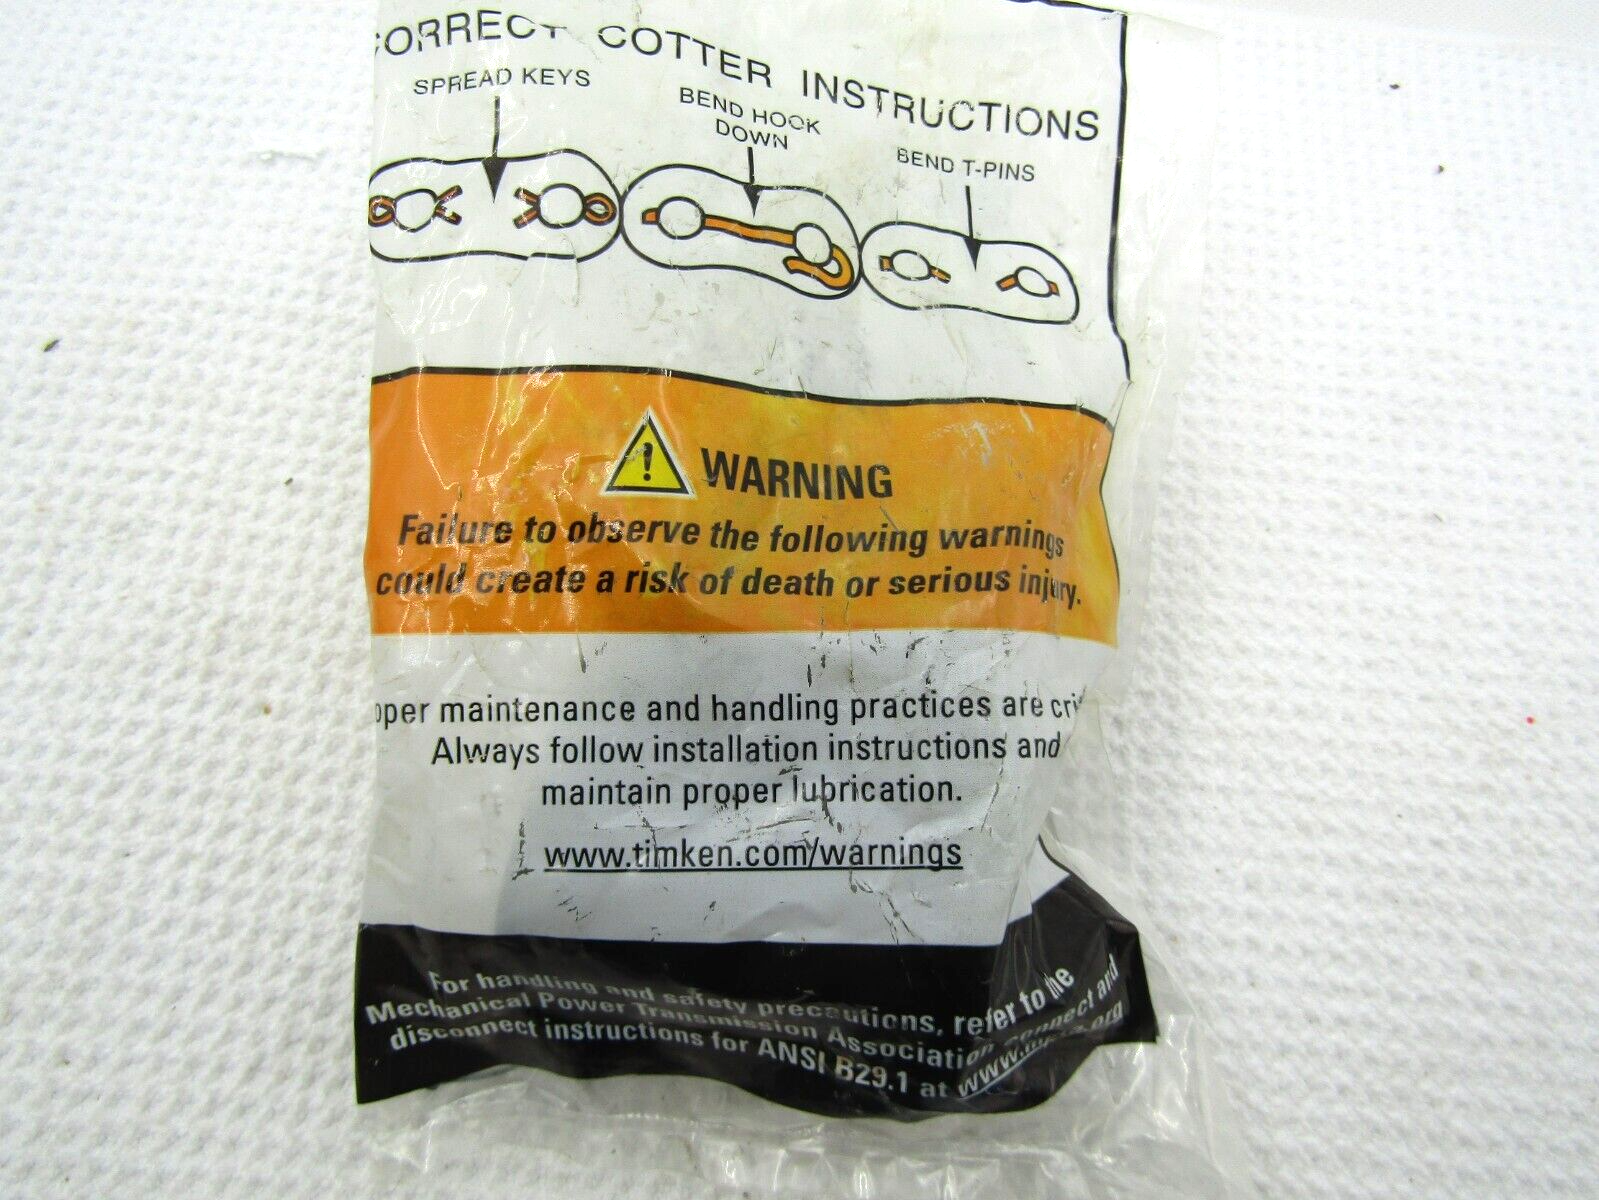 CORRECT COTTER INSTRUCTIONS
SPREAD KEYS
BEND HOOK
DOWN
BEND T-PINS
WARNING
Failure to observe the following warnings
could create a risk of death or serious injury.
oper maintenance and handling practices are cri
Always follow installation instructions and
maintain proper lubrication.
www.timken.com/warnings
For handling and safety precautions, refer to the
Mechanical Power Transmission Association connect and
disconnect instructions for ANSI B29.1 at